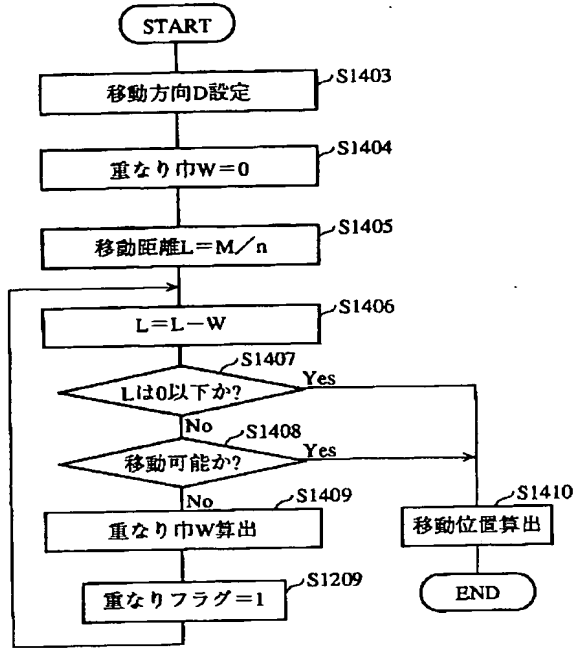 START
S1403
移動方向D設定
S1404
重なり巾W=0
S1405
移動距離L=M/n
S1406
L=L-W
S1407
Lは0以下か?
Yes
No
S1408
移動可能か?
Yes
No
S1409
重なり巾W算出
S1410
移動位置算出
S1209
重なりフラグ=1
END